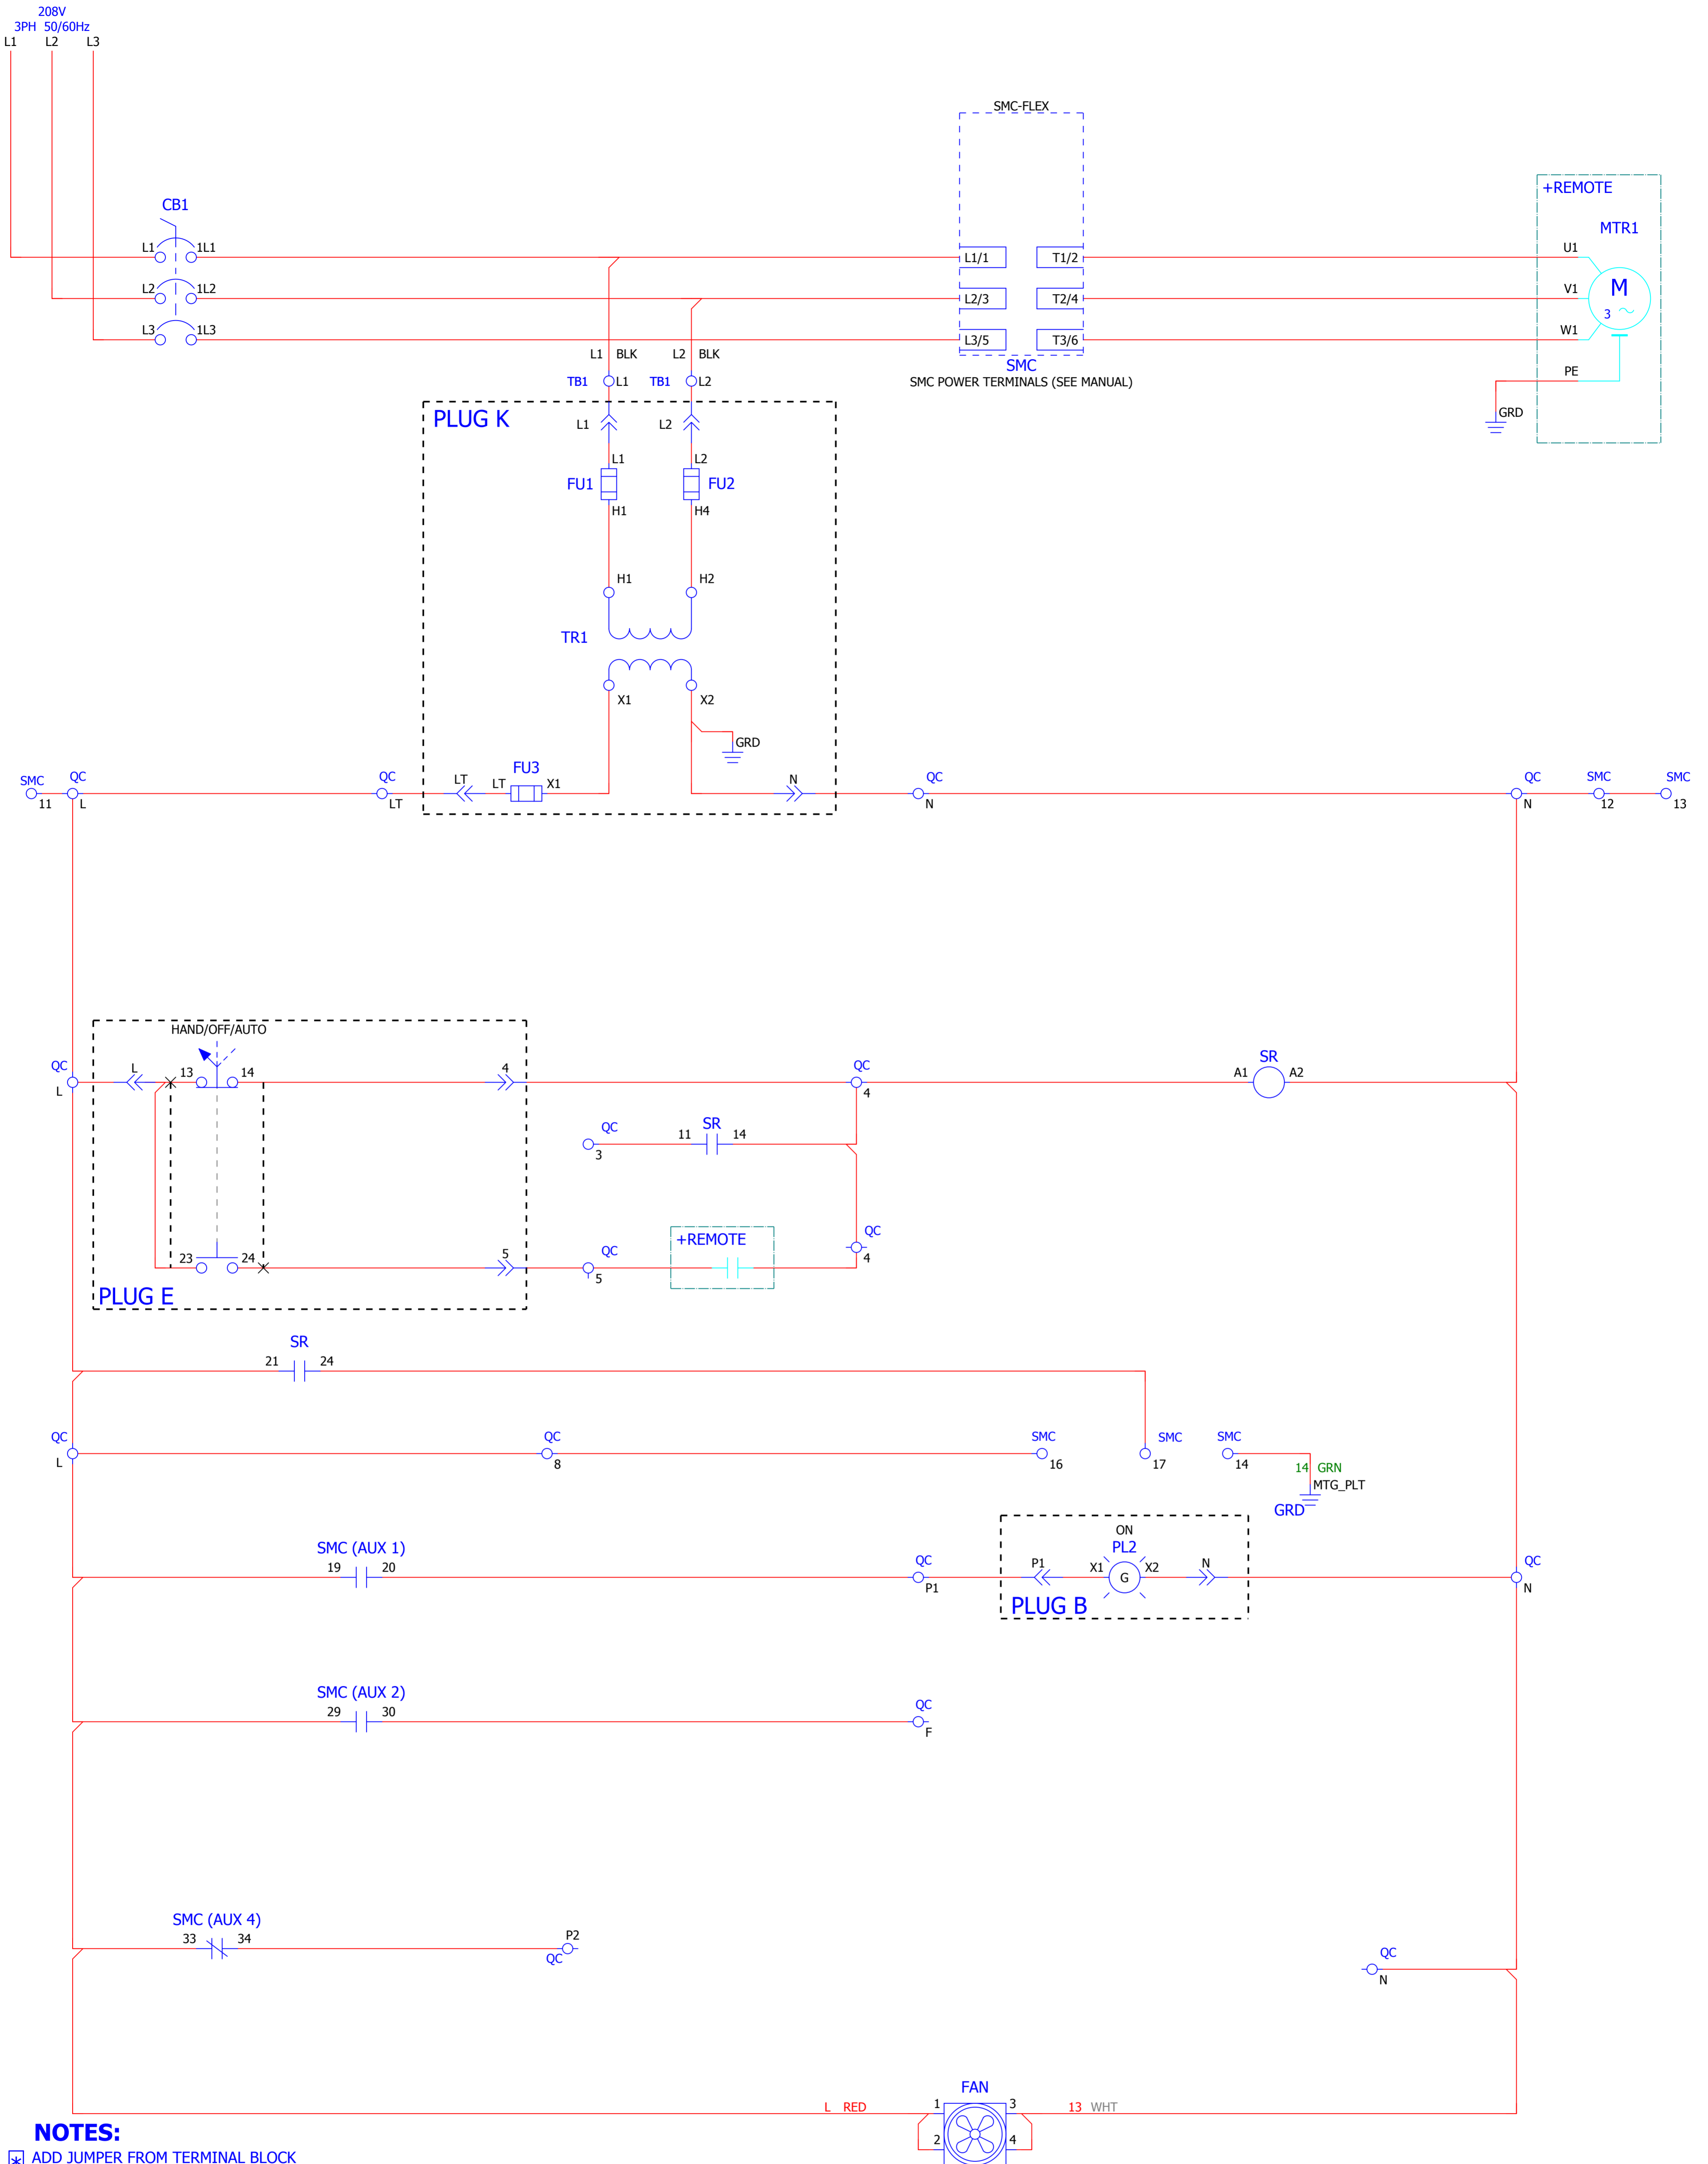 208V
3PH 50/60Hz
L1 L2 L3
SMC-FLEX
+REMOTE
CB1
MTR1
L1 1L1
L1/1 T1/2
U1
L2 1L2
L2/3 T2/4
V1
M
3
L3 1L3
L3/5 T3/6
W1
L1 BLK L2 BLK
SMC
PE
TB1 L1 TB1 L2
SMC POWER TERMINALS (SEE MANUAL)
PLUG K
L1 L2
GRD
L1 L2
FU1 FU2
H1 H4
H1 H2
TR1
X1 X2
GRD
FU3
SMC QC QC LT LT X1 N QC QC SMC SMC
11 L LT N N 12 13
HAND/OFF/AUTO
QC L 13 14 4 QC SR
A1 A2
L 4
QC SR
11 14
3
QC
+REMOTE
23 24 5 QC
4
5
PLUG E
SR
21 24
QC QC SMC SMC SMC
L 8 16 17 14
14 GRN
MTG_PLT
GRD
ON
SMC (AUX 1)
PL2
19 20 QC P1 X1 X2 N QC
G
P1 N
PLUG B
SMC (AUX 2)
29 30 QC
F
SMC (AUX 4)
33 34 P2
QC
QC
N
FAN
L RED 1 3 13 WHT
2 4
NOTES:
* ADD JUMPER FROM TERMINAL BLOCK